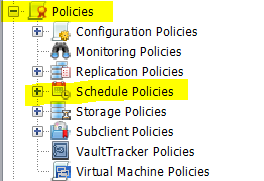 Policies
Configuration Policies
Monitoring Policies
Replication Policies
Schedule Policies
Storage Policies
Subclient Policies
VaultTracker Policies
Virtual Machine Policies